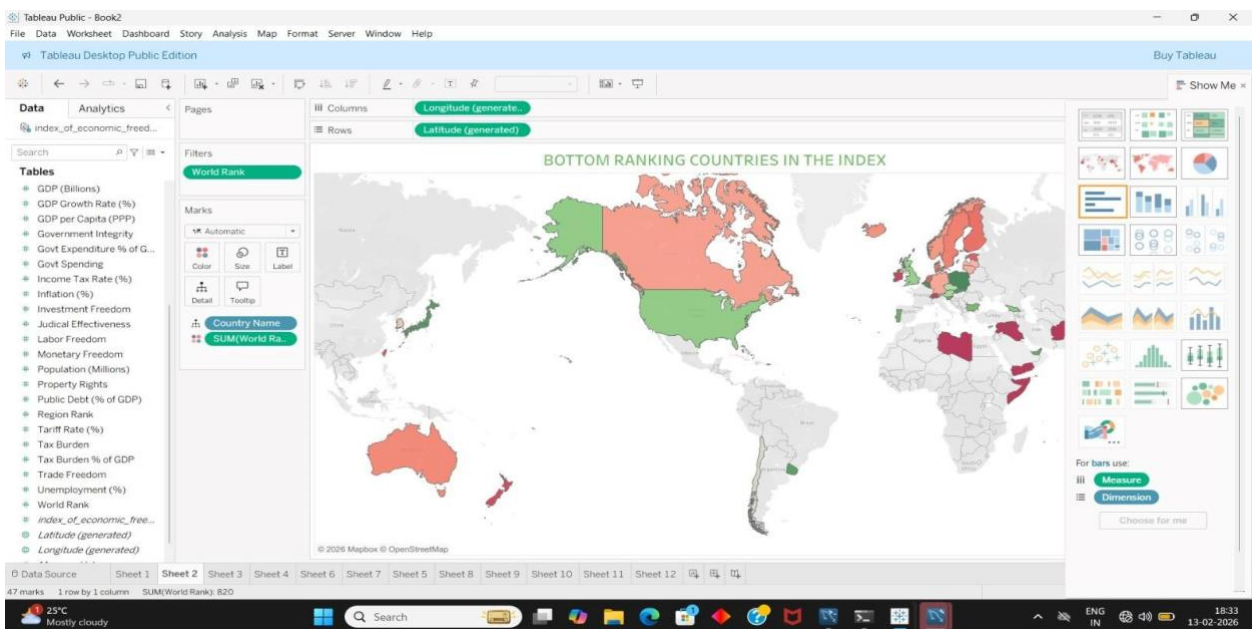 Tableau Public - Book2
File Data Worksheet Dashboard Story Analysis Map Format Server Window Help
Tableau Desktop Public Edition
Buy Tableau
Show Me
Data Analytics
index_of_economic_freed...
Search
Tables
GDP (Billions)
GDP Growth Rate (%)
GDP per Capita (PPP)
Government Integrity
Govt Expenditure % of G...
Govt Spending
Income Tax Rate (%)
Inflation (%)
Investment Freedom
Judical Effectiveness
Labor Freedom
Monetary Freedom
Population (Millions)
Property Rights
Public Debt (% of GDP)
Region Rank
Tariff Rate (%)
Tax Burden
Tax Burden % of GDP
Trade Freedom
Unemployment (%)
World Rank
index_of_economic_free...
Latitude (generated)
Longitude (generated)
Pages
Filters
World Rank
Marks
Automatic
Color Size Label
Detail Tooltip
Country Name
SUM(World Ra..
Columns Longitude (generate..
Rows Latitude (generated)
BOTTOM RANKING COUNTRIES IN THE INDEX
© 2026 Mapbox © OpenStreetMap
For bars use:
Measure
Dimension
Choose for me
Data Source Sheet 1 Sheet 2 Sheet 3 Sheet 4 Sheet 6 Sheet 7 Sheet 5 Sheet 8 Sheet 9 Sheet 10 Sheet 11 Sheet 12
47 marks 1 row by 1 column SUM(World Rank): 820
1
25°C
Mostly cloudy
Search
1
ENG
IN
18:33
13-02-2026